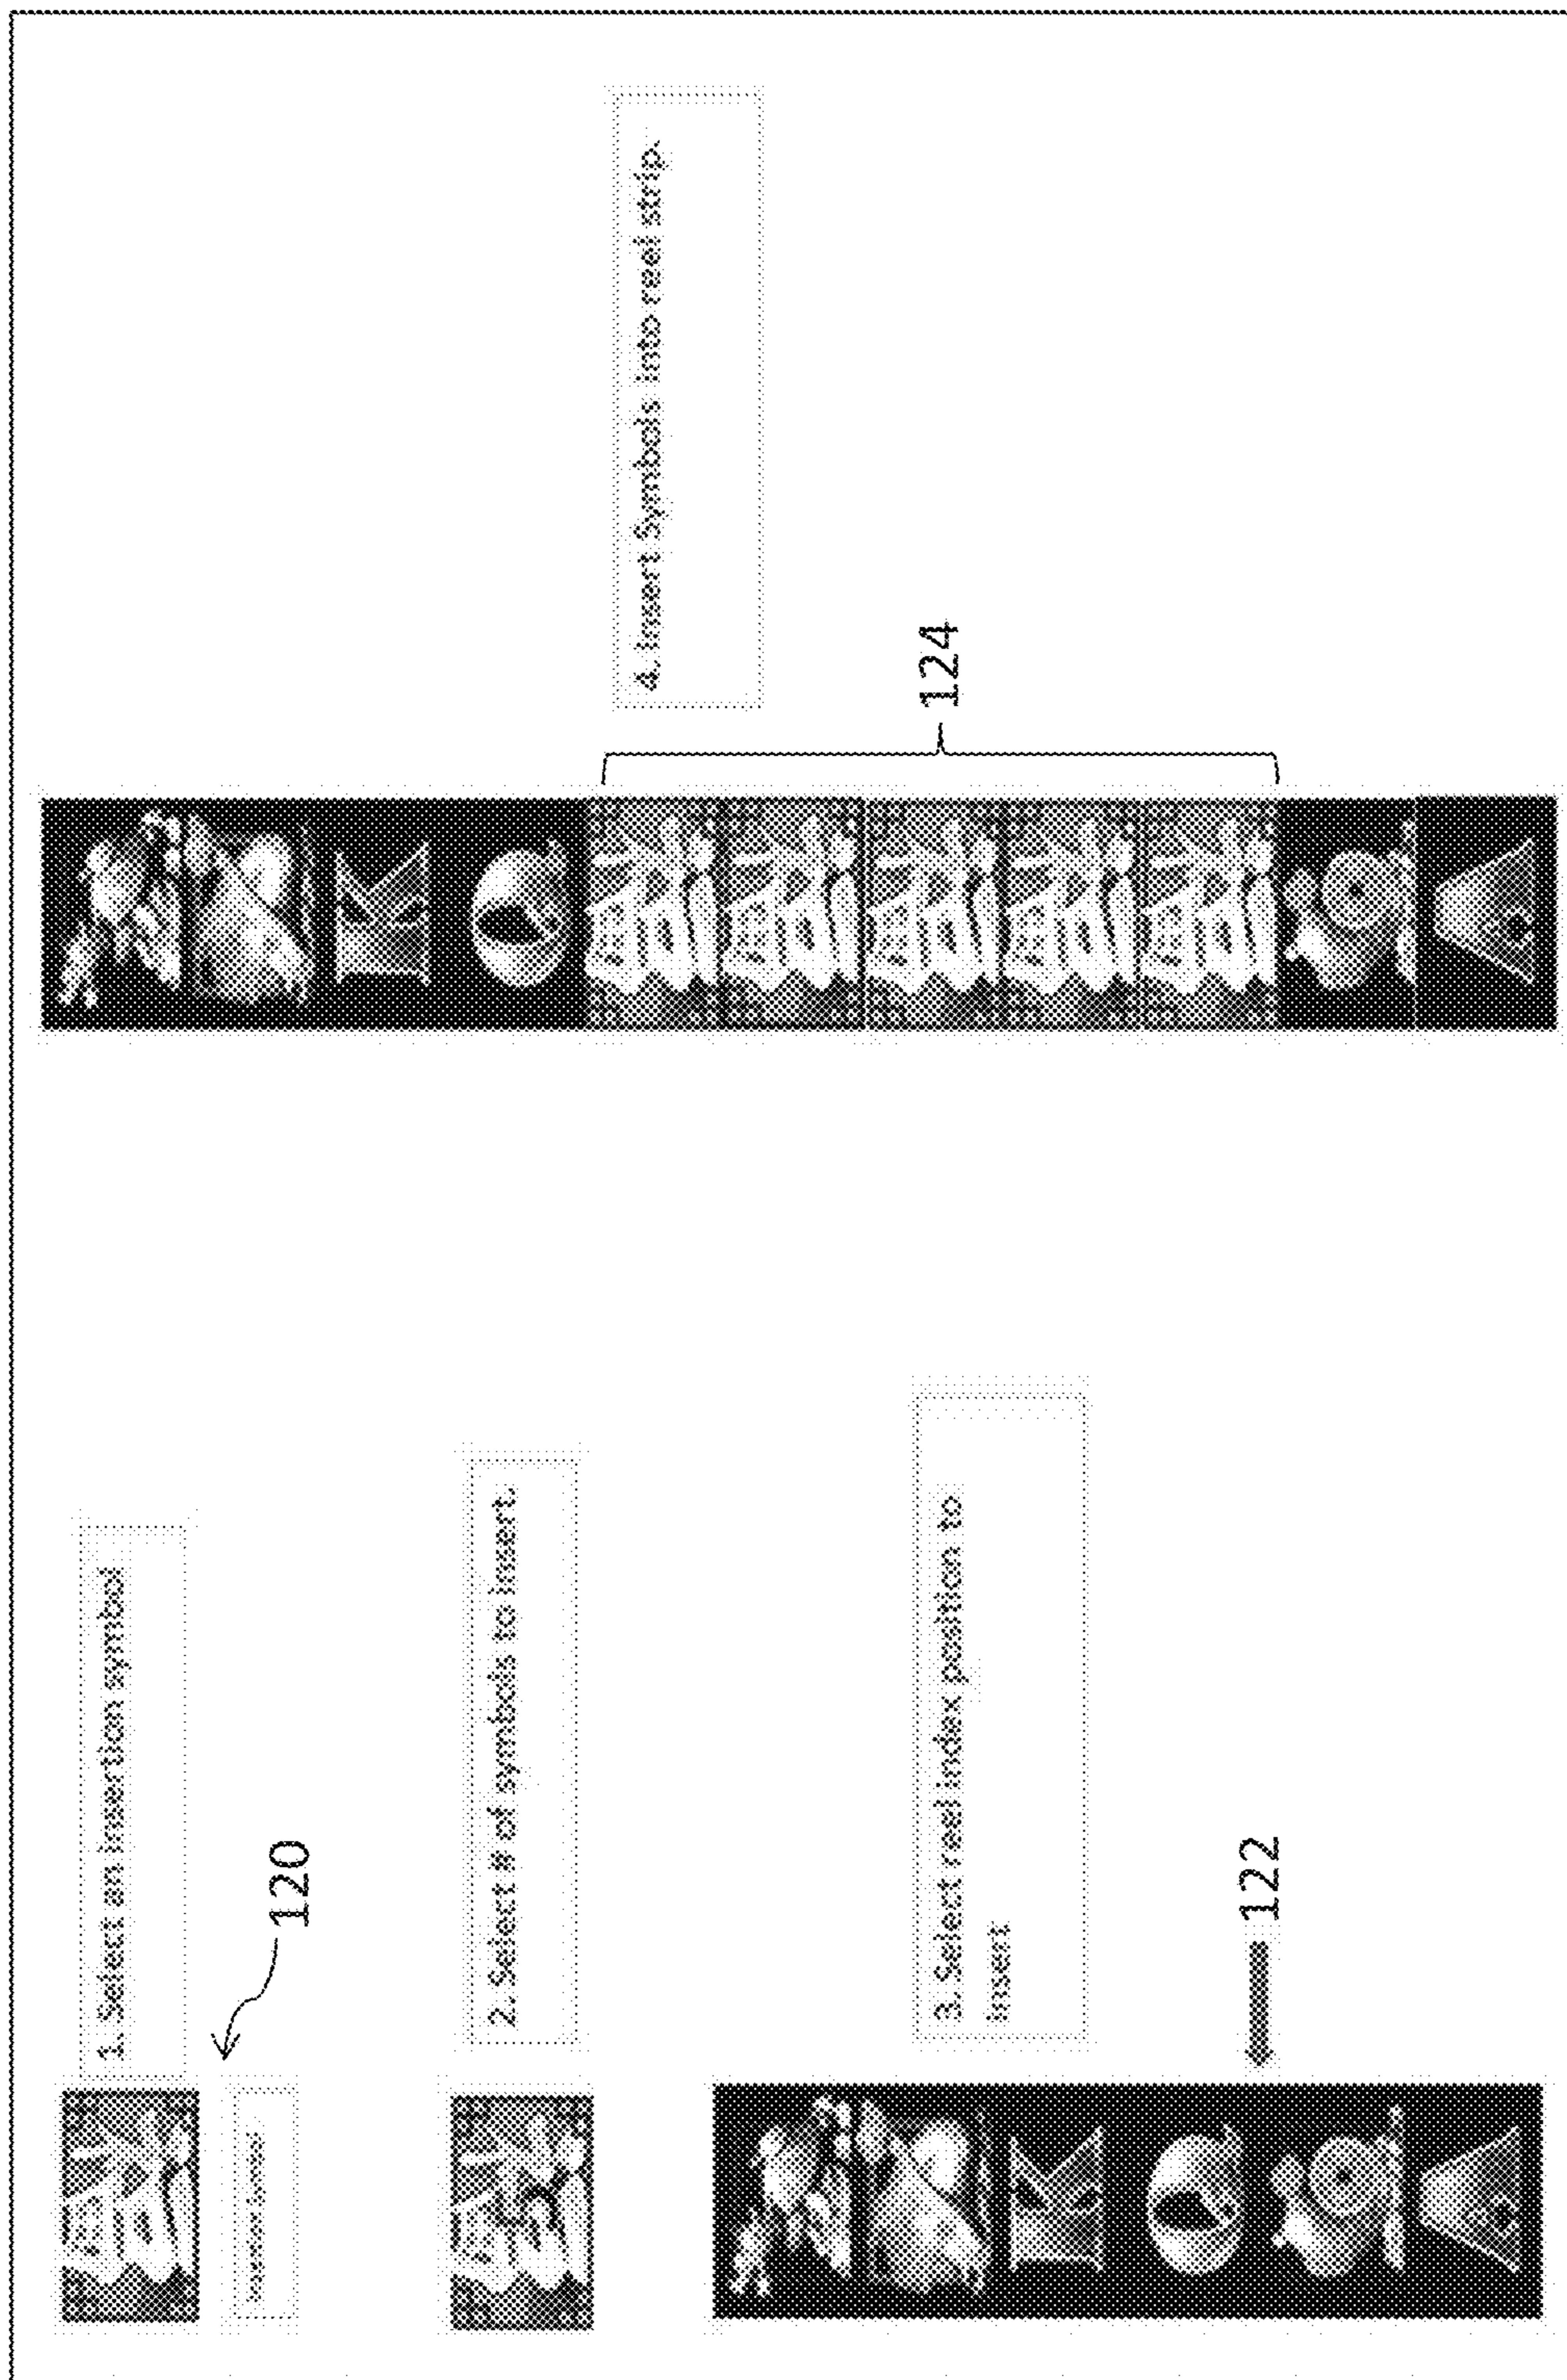 1. Select an insertion symbol
120
2. Select # of symbols to insert.
3. Select reel index position to
insert
K
Q
122
A
4. Insert Symbols into reel strip.
K
Q
124
A